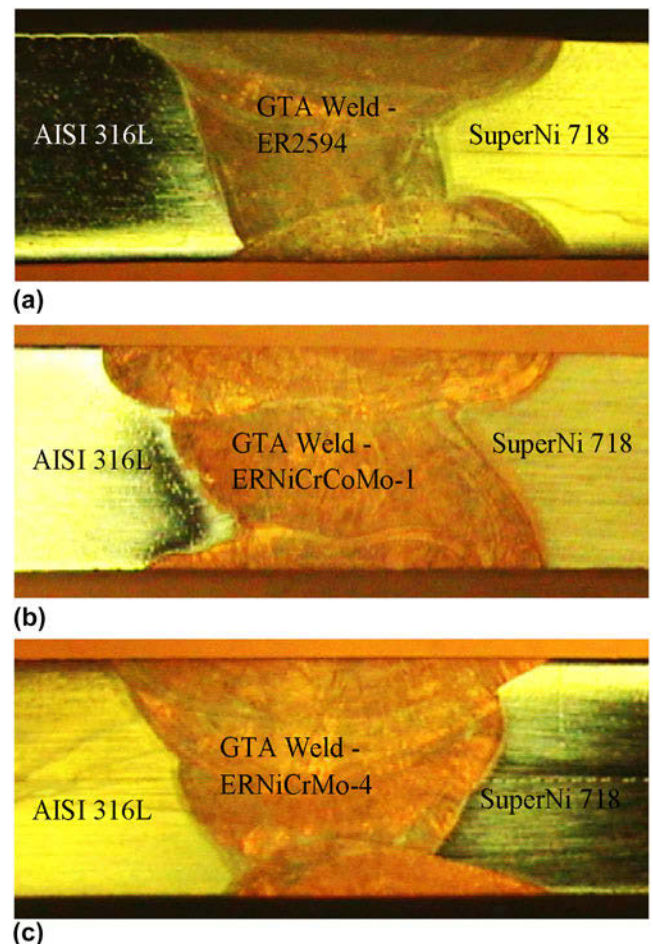 AISI 316L
GTA Weld -
ER2594
SuperNi 718
(a)
AISI 316L
GTA Weld -
ERNiCrCoMo-1
SuperNi 718
(b)
AISI 316L
GTA Weld -
ERNiCrMo-4
SuperNi 718
(c)